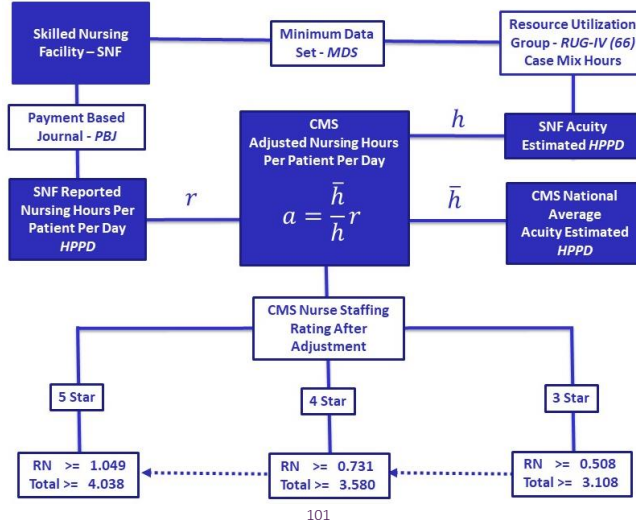 Skilled Nursing
Facility – SNF
Minimum Data
Set - MDS
Resource Utilization
Group - RUG-IV (66)
Case Mix Hours
Payment Based
Journal - PBJ
CMS
Adjusted Nursing Hours
Per Patient Per Day
a = h̄/h r
h
SNF Acuity
Estimated HPPD
SNF Reported
Nursing Hours Per
Patient Per Day
HPPD
r
h̄
CMS National
Average
Acuity Estimated
HPPD
CMS Nurse Staffing
Rating After
Adjustment
5 Star
4 Star
3 Star
RN >= 1.049
Total >= 4.038
RN >= 0.731
Total >= 3.580
RN >= 0.508
Total >= 3.108
101